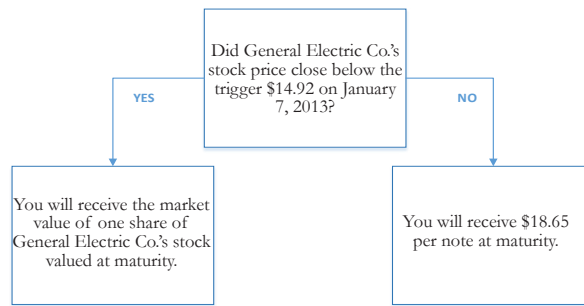 Did General Electric Co.'s
stock price close below the
trigger $14.92 on January
7, 2013?
YES
NO
You will receive the market
value of one share of
General Electric Co.'s stock
valued at maturity.
You will receive $18.65
per note at maturity.